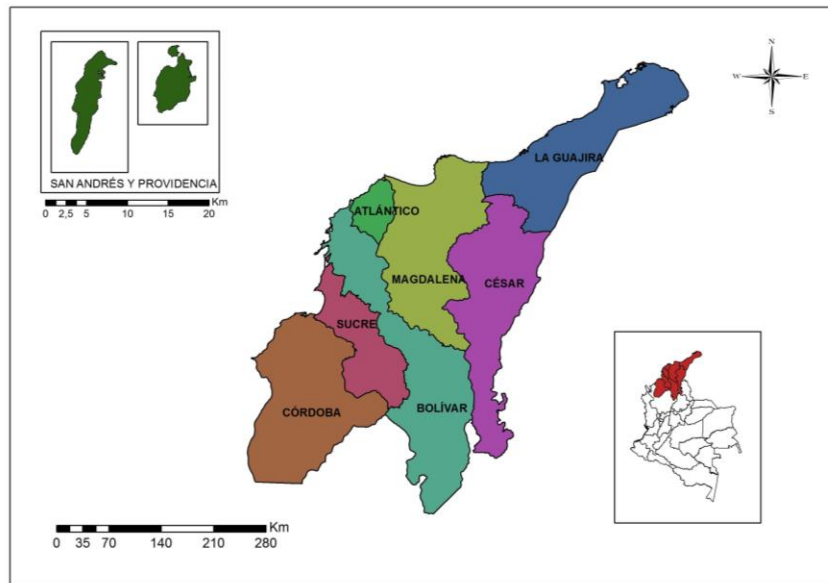 SAN ANDRÉS Y PROVIDENCIA
Km
0 2,5 5 10 15 20
N
W E
S
LA GUAJIRA
ATLÁNTICO
MAGDALENA
CÉSAR
SUCRE
CÓRDOBA
BOLÍVAR
Km
0 35 70 140 210 280